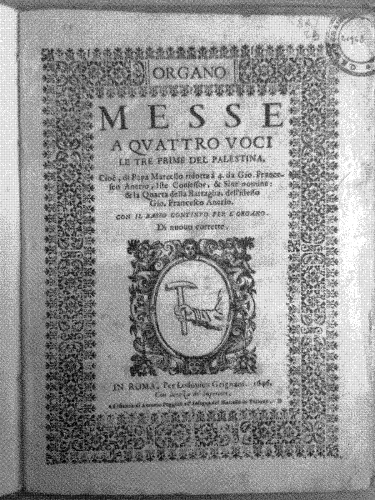 ORGANO
MESSE
A QVATTRO VOCI
LE TRE PRIME DEL PALESTINA,
Cioè, di Papa Marcello ridotta à 4. da Gio. France-
sco Anerio, Iste Confessor, & Sine nomine:
& la Quarta della Battaglia, dell'istesso
Gio. Francesco Anerio.
CON IL BASSO CONTINVO PER L'ORGANO.
Di nuouo corrette.
IN ROMA, Per Lodouico Grignani. 1646.
Con licenza de' Superiori.